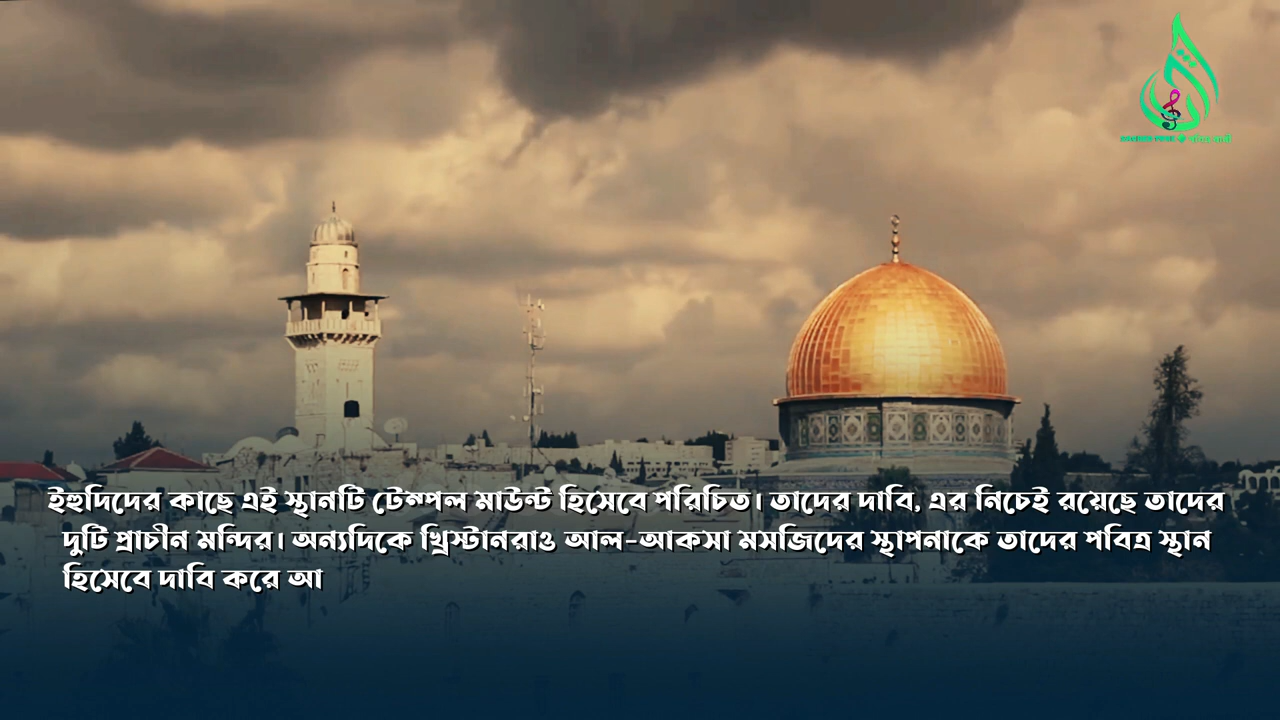 ইহুদিদের কাছে এই স্থানটি টেম্পল মাউন্ট হিসেবে পরিচিত। তাদের দাবি, এর নিচেই রয়েছে তাদের
দুটি প্রাচীন মন্দির। অন্যদিকে খ্রিস্টানরাও আল-আকসা মসজিদের স্থাপনাকে তাদের পবিত্র স্থান
হিসেবে দাবি করে আ